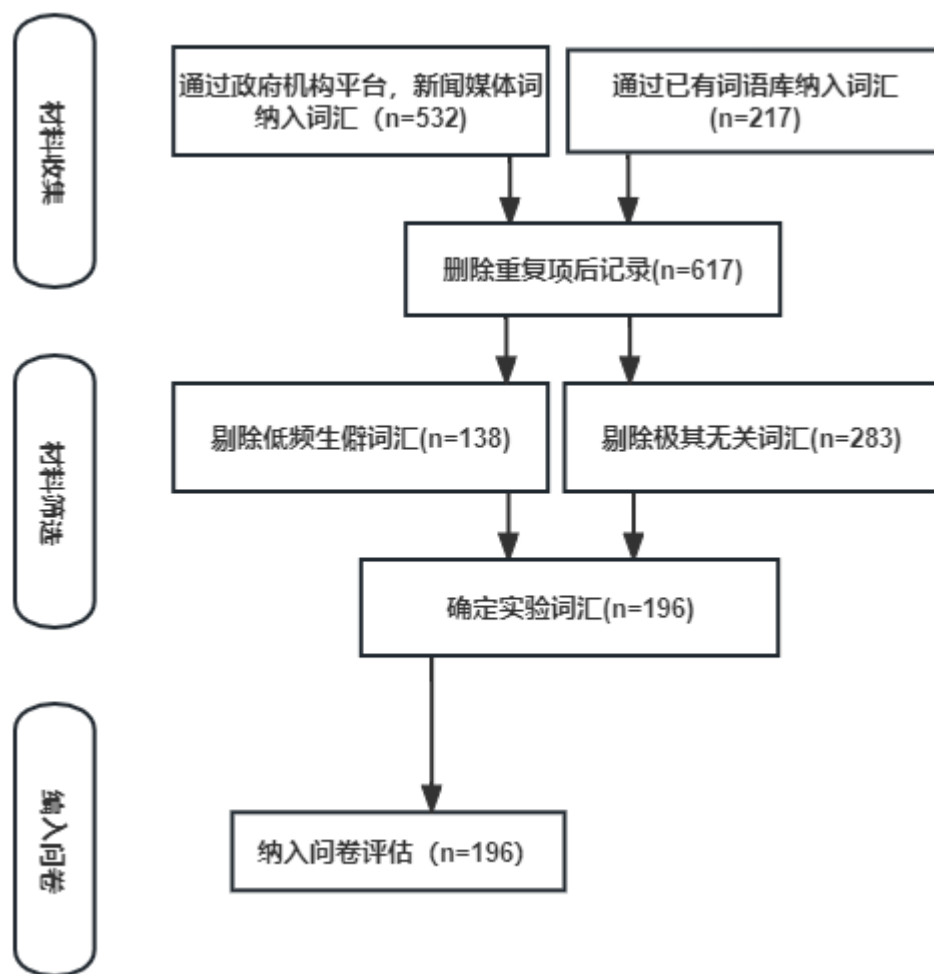 材料收集
通过政府机构平台，新闻媒体词
纳入词汇（n=532)
通过已有词语库纳入词汇
(n=217)
删除重复项后记录(n=617)
材料筛选
剔除低频生僻词汇(n=138)
剔除极其无关词汇(n=283)
确定实验词汇(n=196)
编入问卷
纳入问卷评估（n=196）